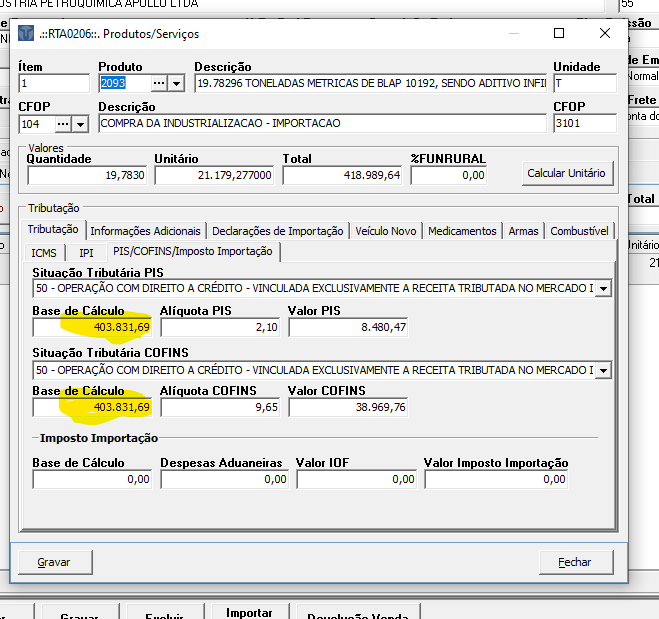 STRIA PETROQUIMICA APOLLO LTDA
55
.::RTA0206::. Produtos/Serviços
Ítem Produto Descrição Unidade
1 2093 ... 19.78296 TONELADAS METRICAS DE BLAP 10192, SENDO ADITIVO INFI T
CFOP Descrição CFOP
104 ... COMPRA DA INDUSTRIALIZACAO - IMPORTACAO 3101
Valores
Quantidade Unitário Total %FUNRURAL
19,7830 21.179,277000 418.989,64 0,00 Calcular Unitário
Tributação
Tributação Informações Adicionais Declarações de Importação Veículo Novo Medicamentos Armas Combustível
ICMS IPI PIS/COFINS/Imposto Importação
Situação Tributária PIS
50 - OPERAÇÃO COM DIREITO A CRÉDITO - VINCULADA EXCLUSIVAMENTE A RECEITA TRIBUTADA NO MERCADO I
Base de Cálculo Alíquota PIS Valor PIS
403.831,69 2,10 8.480,47
Situação Tributária COFINS
50 - OPERAÇÃO COM DIREITO A CRÉDITO - VINCULADA EXCLUSIVAMENTE A RECEITA TRIBUTADA NO MERCADO I
Base de Cálculo Alíquota COFINS Valor COFINS
403.831,69 9,65 38.969,76
Imposto Importação
Base de Cálculo Despesas Aduaneiras Valor IOF Valor Imposto Importação
0,00 0,00 0,00 0,00
Gravar Fechar
de Em
Normal
Frete
onta do
Total
nitário
21
Gravar Excluir Importar Devolução Venda